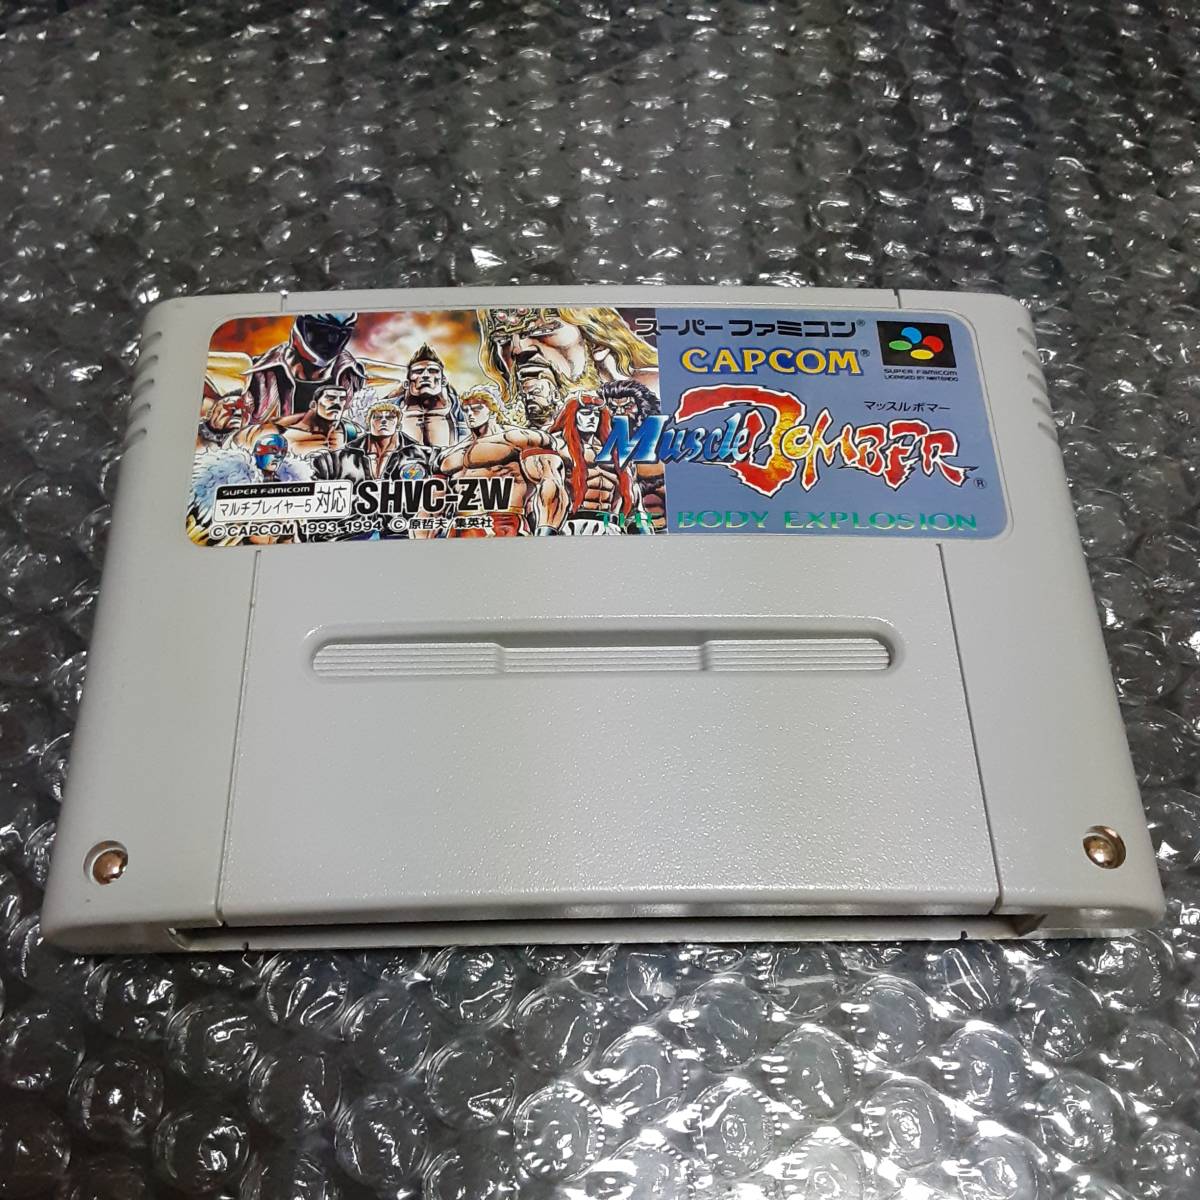 スーパーファミコン®
CAPCOM®
SUPER FAMICOM
LICENSED BY NINTENDO
マッスルボマー
Muscle BOMBER®
THE BODY EXPLOSION
SUPER FAMICOM
マルチプレイヤー5 対応
SHVC-ZW
©CAPCOM 1993, 1994 ©原哲夫/集英社